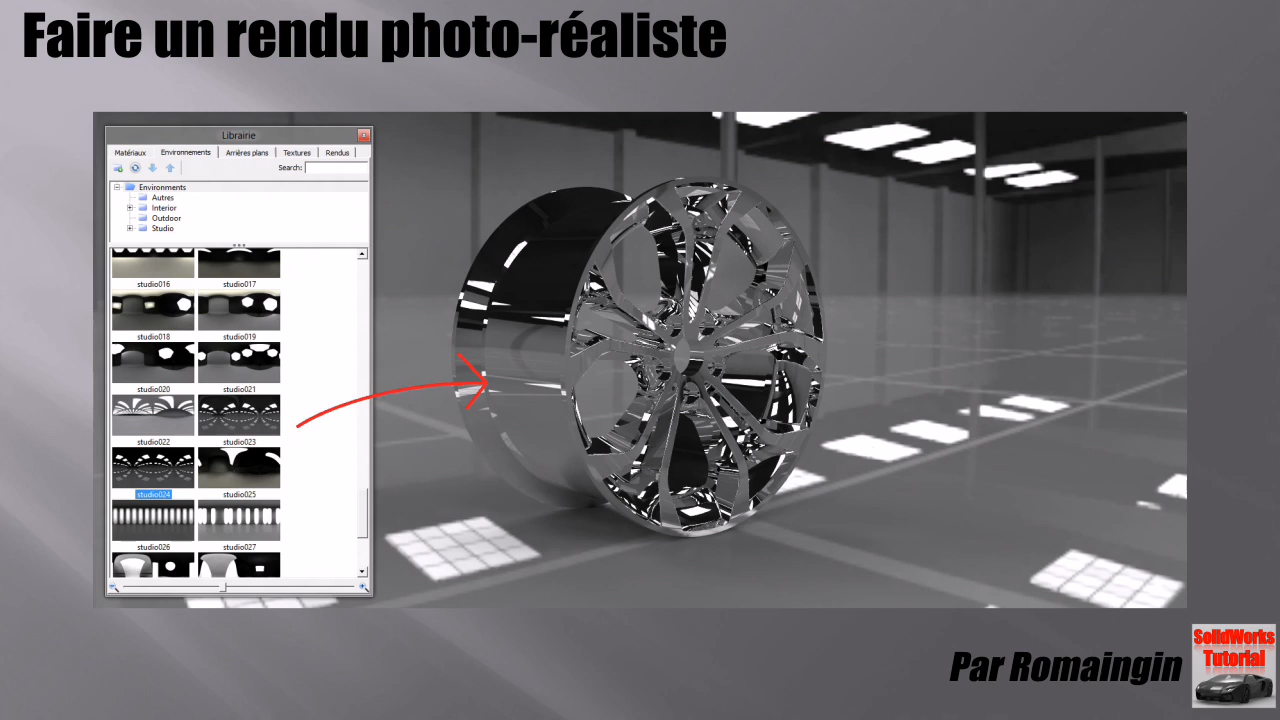 Faire un rendu photo-réaliste
Librairie
Matériaux Environnements Arrières plans Textures Rendus
Search:
Environments
Autres
Interior
Outdoor
Studio
studio016 studio017
studio018 studio019
studio020 studio021
studio022 studio023
studio024 studio025
studio026 studio027
Par Romaingin
SolidWorks
Tutorial